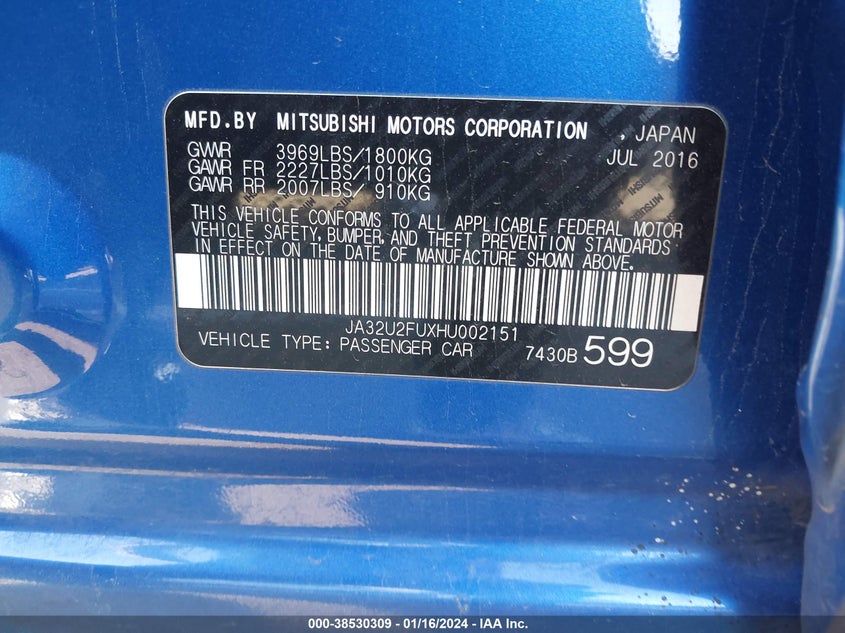 MFD.BY MITSUBISHI MOTORS CORPORATION , JAPAN
GVWR 3969LBS/1800KG JUL 2016
GAWR FR 2227LBS/1010KG
GAWR RR 2007LBS/ 910KG
THIS VEHICLE CONFORMS TO ALL APPLICABLE FEDERAL MOTOR
VEHICLE SAFETY, BUMPER, AND THEFT PREVENTION STANDARDS
IN EFFECT ON THE DATE OF MANUFACTURE SHOWN ABOVE.
JA32U2FUXHU002151
VEHICLE TYPE: PASSENGER CAR 7430B 599
000-38530309 - 01/16/2024 - IAA Inc.